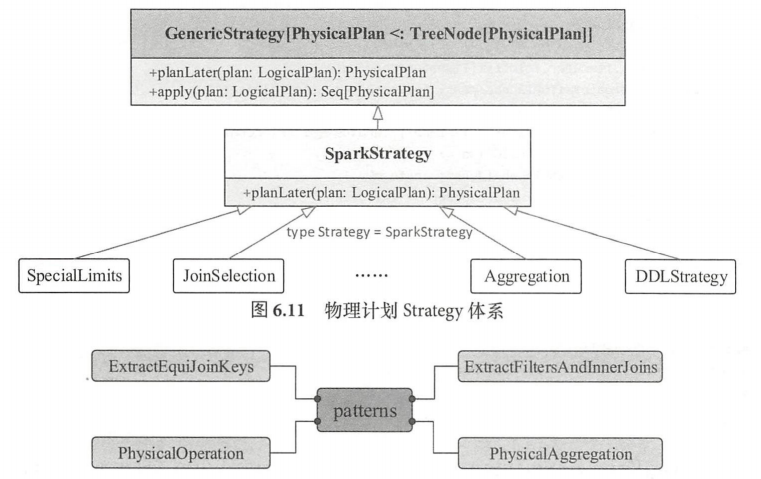 GenericStrategy[PhysicalPlan <: TreeNode[PhysicalPlan]]
+planLater(plan: LogicalPlan): PhysicalPlan
+apply(plan: LogicalPlan): Seq[PhysicalPlan]
SparkStrategy
+planLater(plan: LogicalPlan): PhysicalPlan
type Strategy = SparkStrategy
SpecialLimits
JoinSelection
……
Aggregation
DDLStrategy
图 6.11 物理计划 Strategy 体系
ExtractEquiJoinKeys
ExtractFiltersAndInnerJoins
patterns
PhysicalOperation
PhysicalAggregation